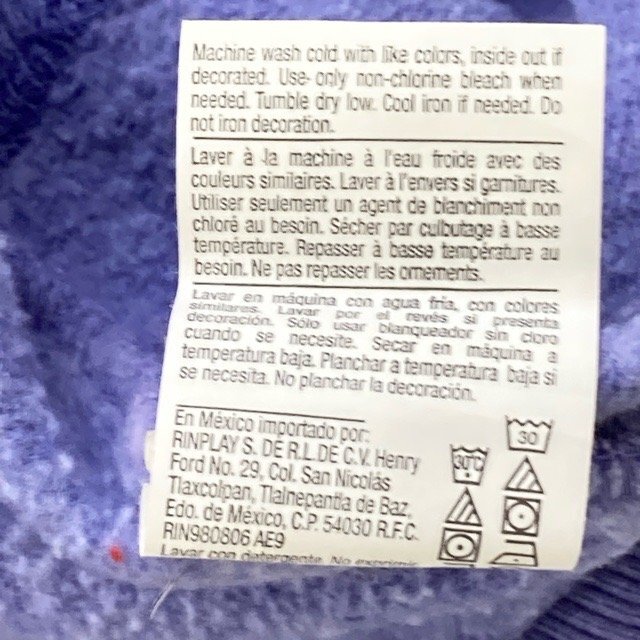 Machine wash cold with like colors, inside out if
decorated. Use only non-chlorine bleach when
needed. Tumble dry low. Cool iron if needed. Do
not iron decoration.
Laver à la machine à l'eau froide avec des
couleurs similaires. Laver à l'envers si garnitures.
Utiliser seulement un agent de blanchiment non
chloré au besoin. Sécher par culbutage à basse
température. Repasser à basse température au
besoin. Ne pas repasser les ornements.
Lavar en máquina con agua fría, con colores
similares. Lavar por el revés si presenta
decoración. Sólo usar blanqueador sin cloro
cuando se necesite. Secar en máquina a
temperatura baja. Planchar a temperatura baja si
se necesita. No planchar la decoración.
En México importado por:
RINPLAY S. DE R.L. DE C.V. Henry
Ford No. 29, Col. San Nicolás
Tlaxcolpan, Tlalnepantla de Baz,
Edo. de México, C.P. 54030 R.F.C.
RIN980806 AE9
Lavar con detergente. No exprimir
30